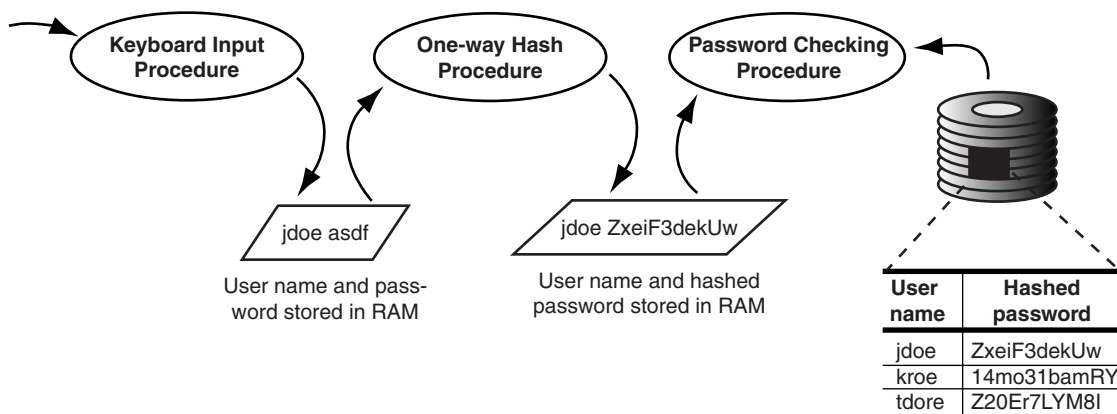 Keyboard Input
Procedure
One-way Hash
Procedure
Password Checking
Procedure
jdoe asdf
User name and pass-
word stored in RAM
jdoe ZxeiF3dekUw
User name and hashed
password stored in RAM
User
name
Hashed
password
jdoe ZxeiF3dekUw
kroe 14mo31bamRY
tdore Z20Er7LYM8I